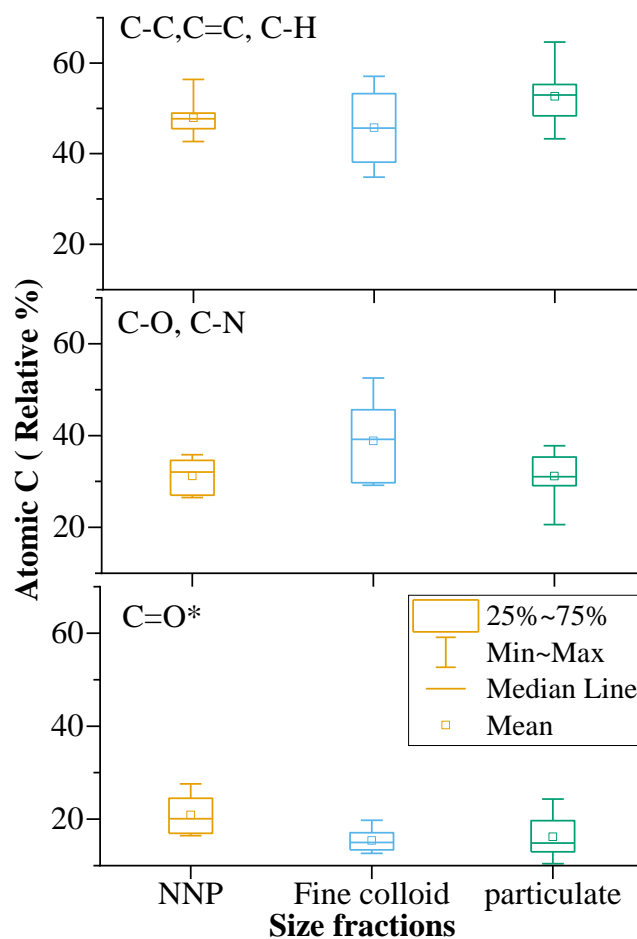 C-C,C=C, C-H
60
40
20
C-O, C-N
60
40
20
C=O*
60
40
20
Atomic C ( Relative %)
25%~75%
Min~Max
Median Line
Mean
NNP Fine colloid particulate
Size fractions